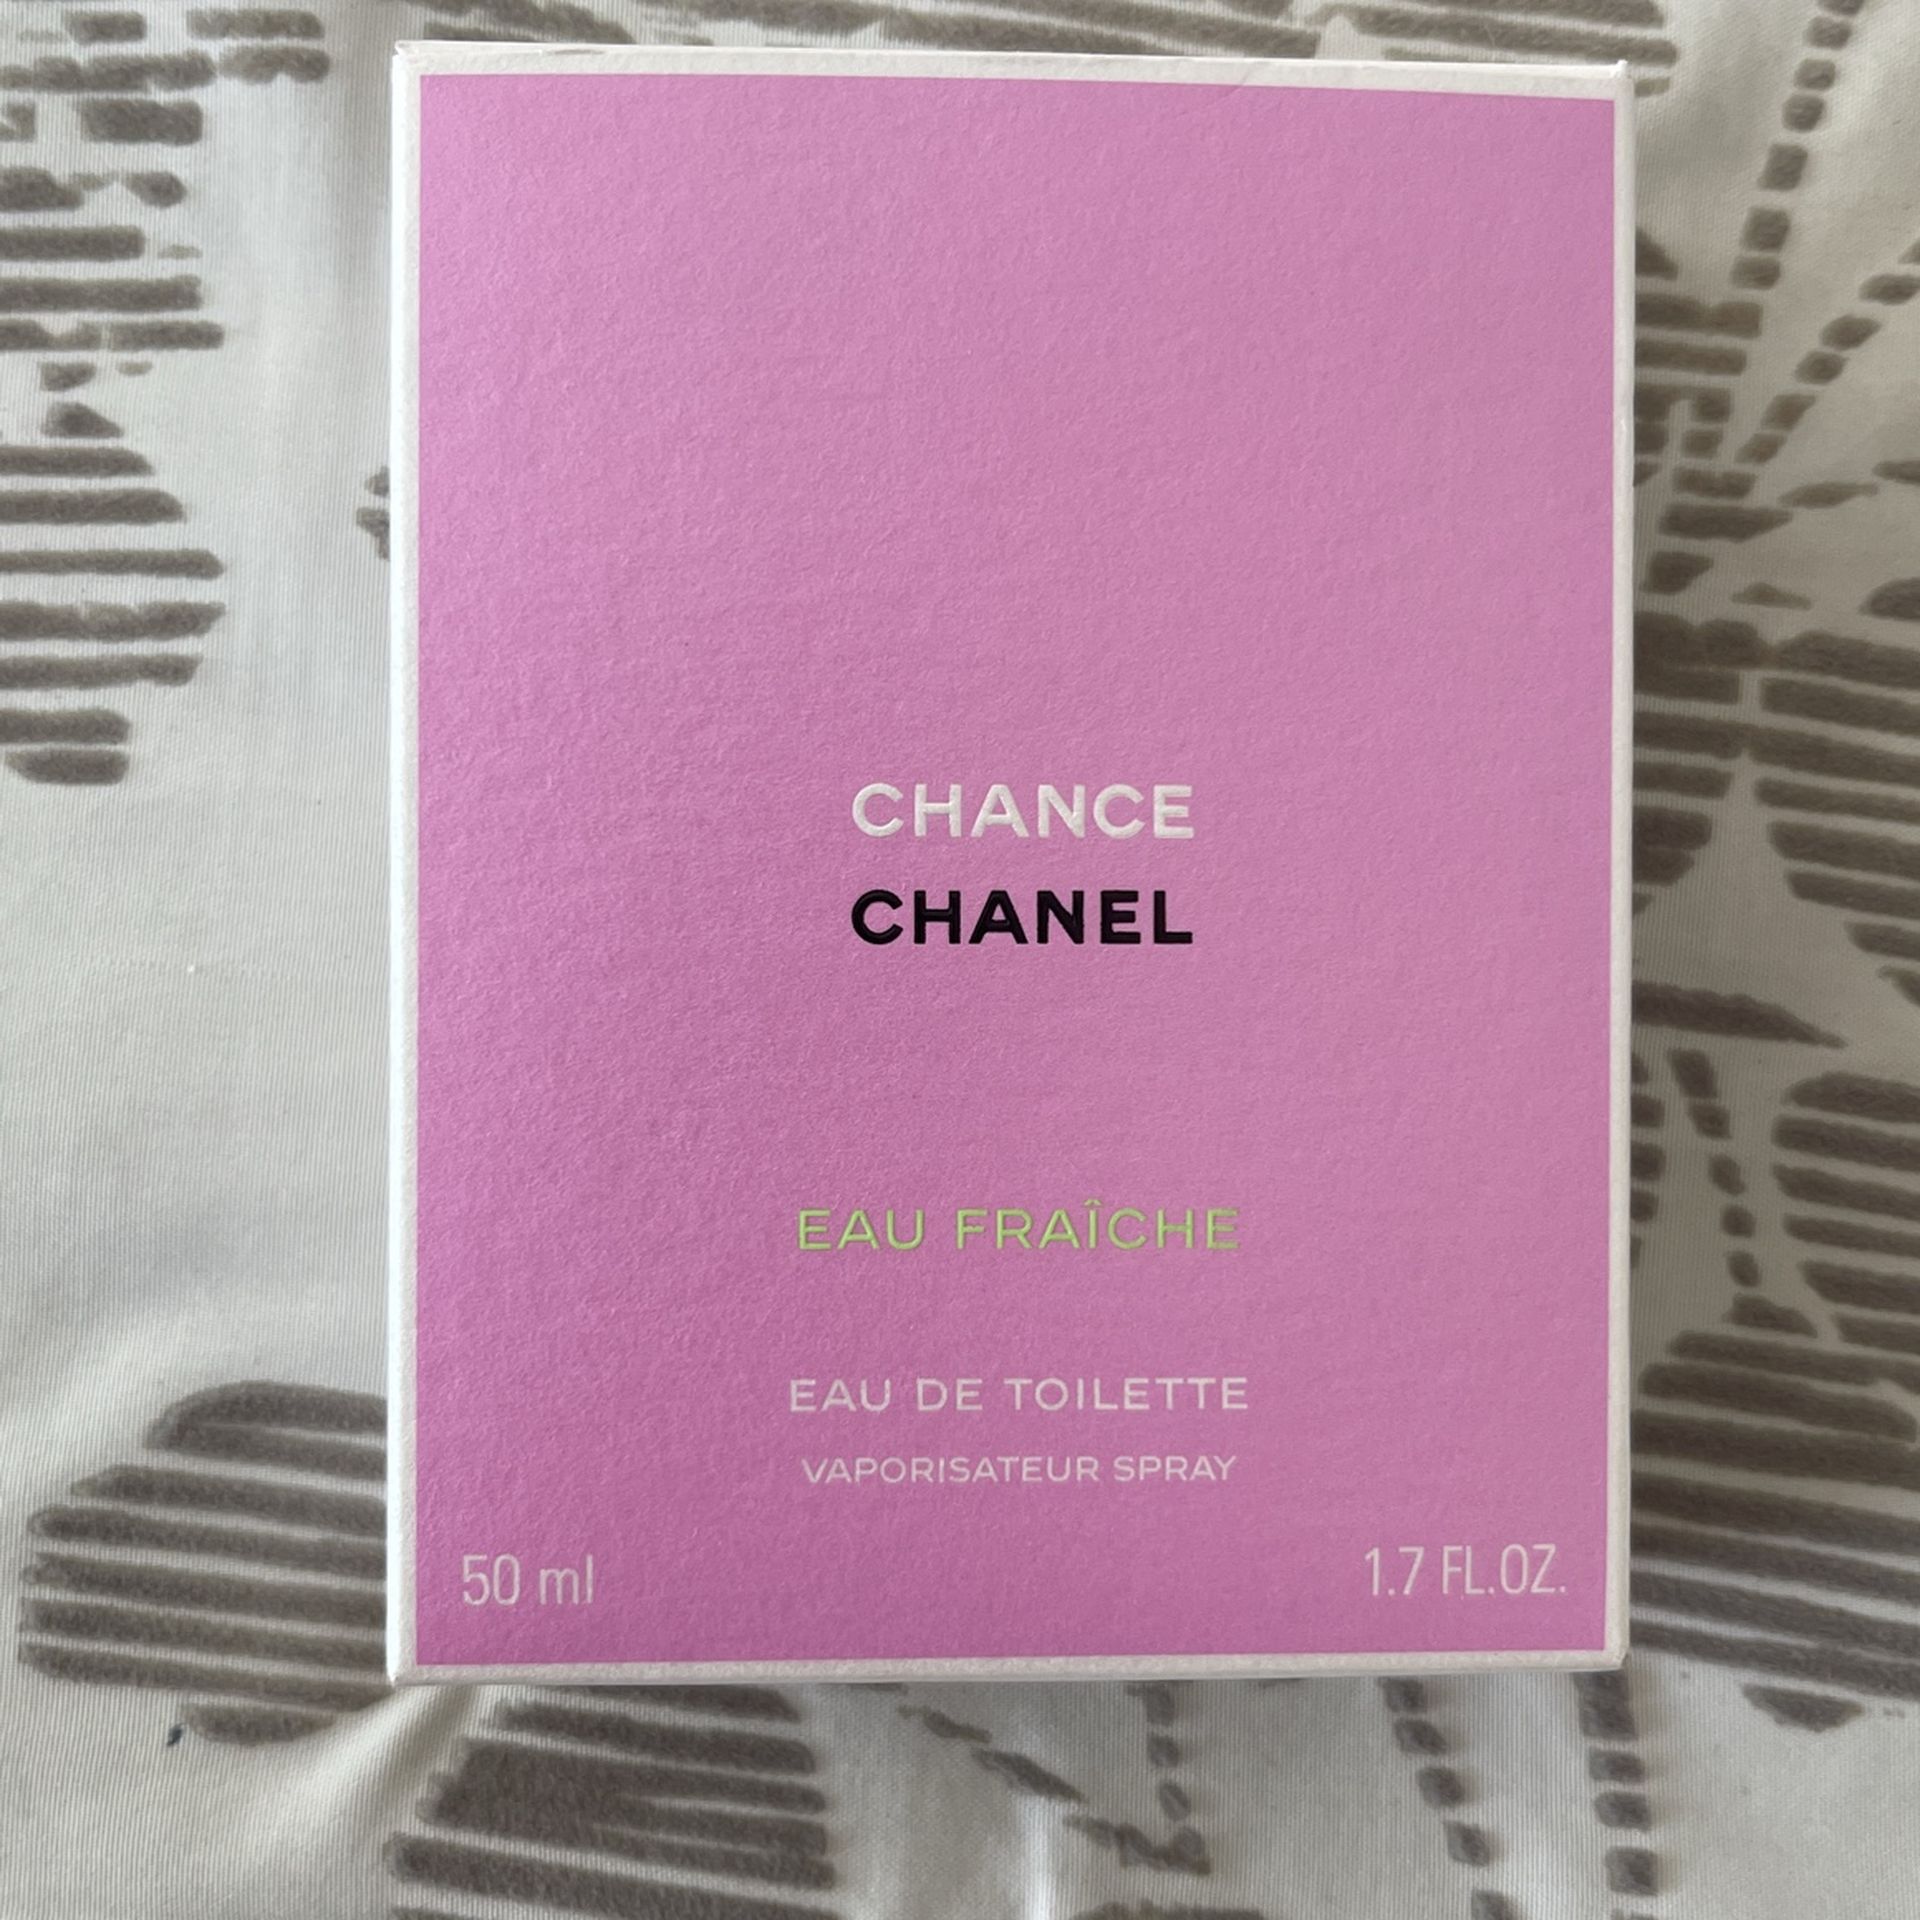 CHANCE
CHANEL
EAU FRAÎCHE
EAU DE TOILETTE
VAPORISATEUR SPRAY
50 ml 1.7 FL.OZ.